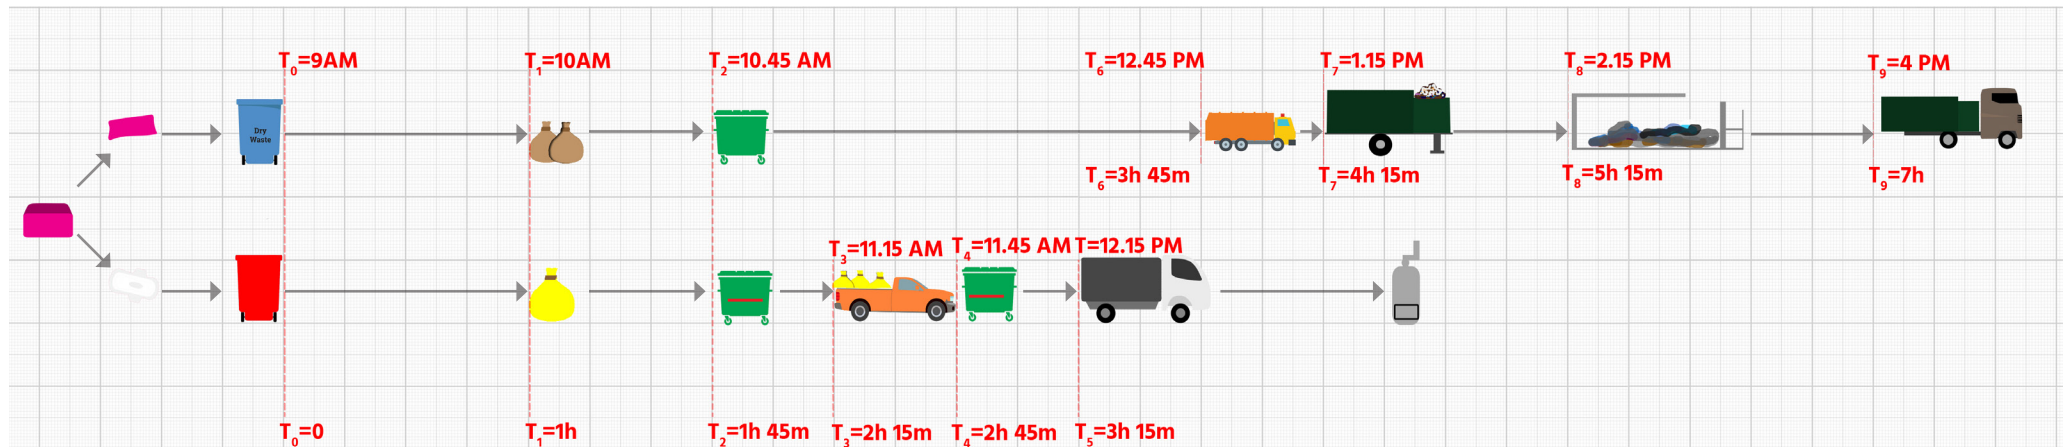 T0=9AM
T1=10AM
T2=10.45 AM
T6=12.45 PM
T7=1.15 PM
T8=2.15 PM
T9=4 PM
Dry
Waste
T6=3h 45m
T7=4h 15m
T8=5h 15m
T9=7h
T3=11.15 AM
T4=11.45 AM
T=12.15 PM
T0=0
T1=1h
T2=1h 45m
T3=2h 15m
T4=2h 45m
T5=3h 15m